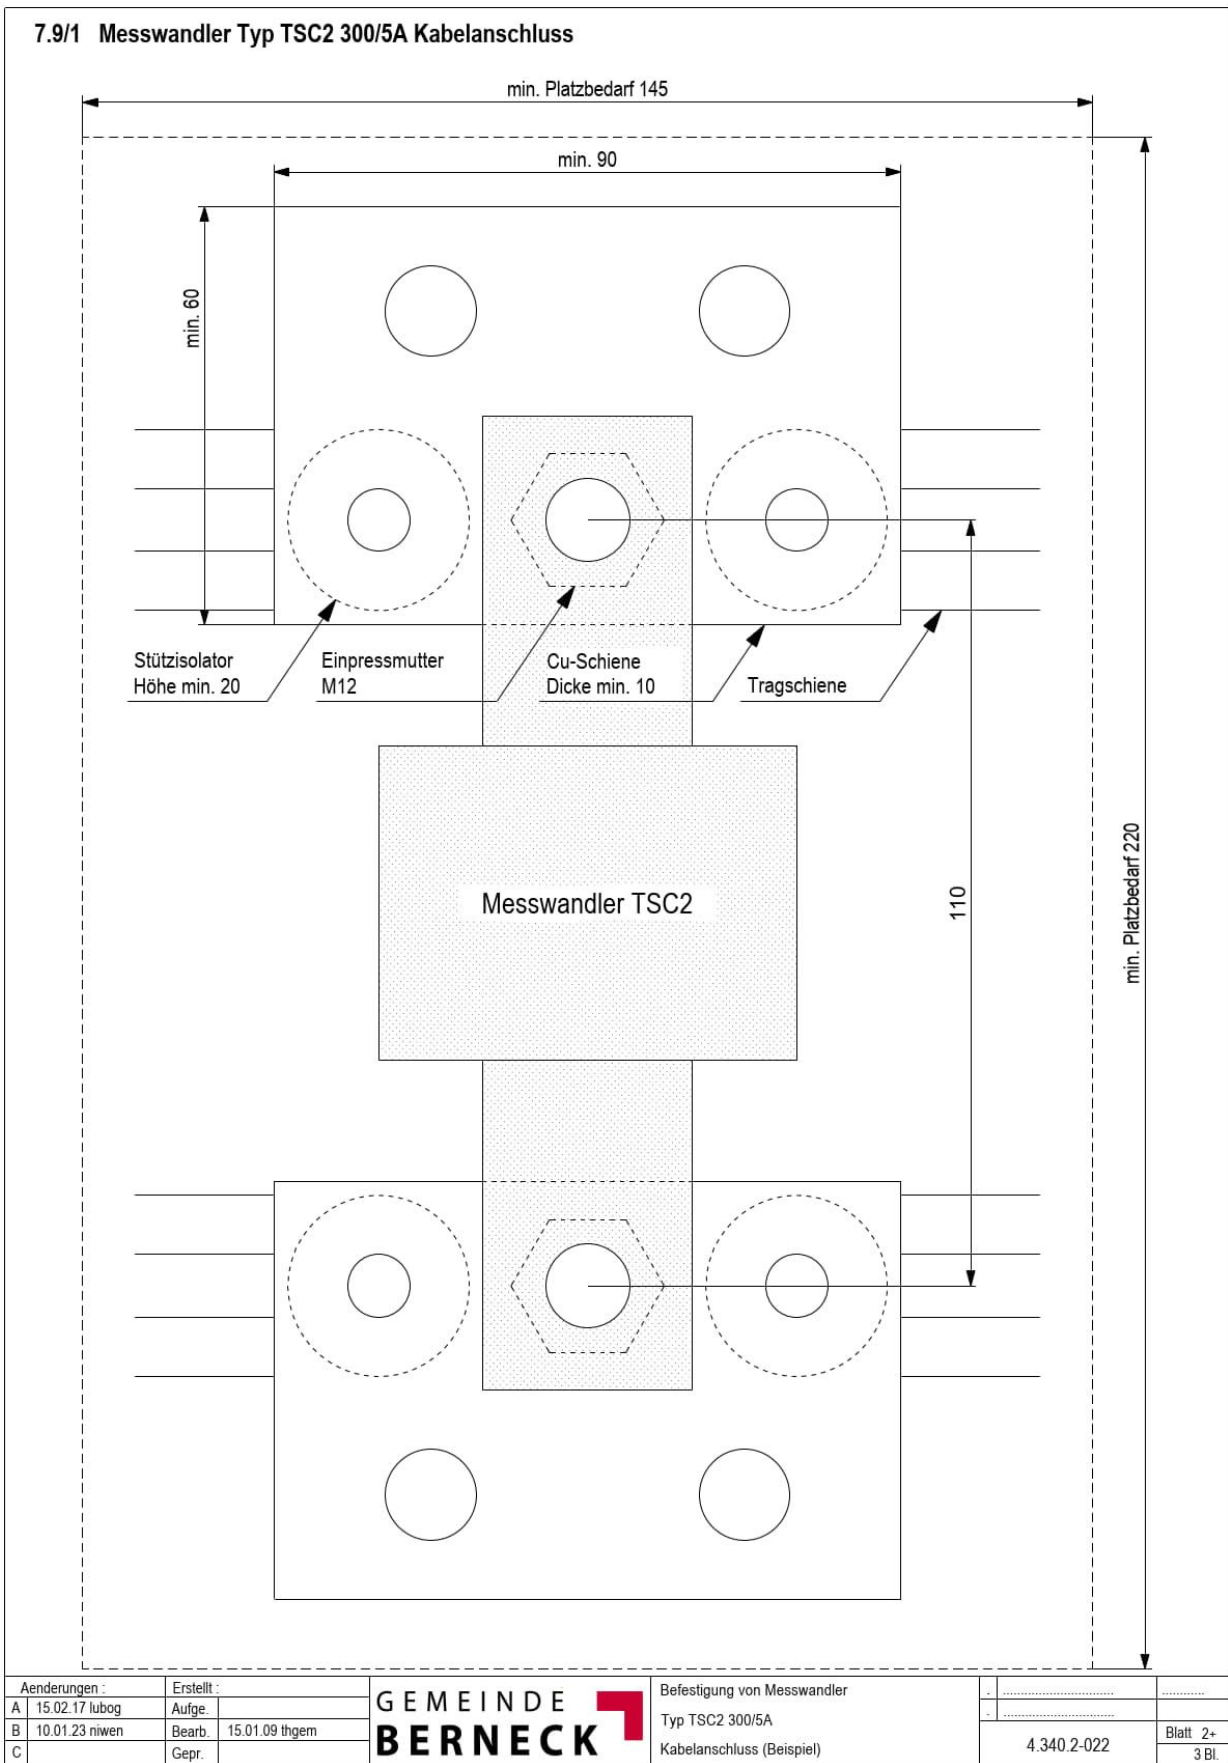 7.9/1 Messwandler Typ TSC2 300/5A Kabelanschluss
min. Platzbedarf 145
min. 90
min. 60
Stützisolator
Höhe min. 20
Einpressmutter
M12
Cu-Schiene
Dicke min. 10
Tragschiene
Messwandler TSC2
110
min. Platzbedarf 220
Aenderungen :
A 15.02.17 lubog
B 10.01.23 niwen
C
Erstellt :
Aufge.
Bearb. 15.01.09 thgem
Gepr.
GEMEINDE
BERNECK
Befestigung von Messwandler
Typ TSC2 300/5A
Kabelanschluss (Beispiel)
4.340.2-022
Blatt 2+
3 Bl